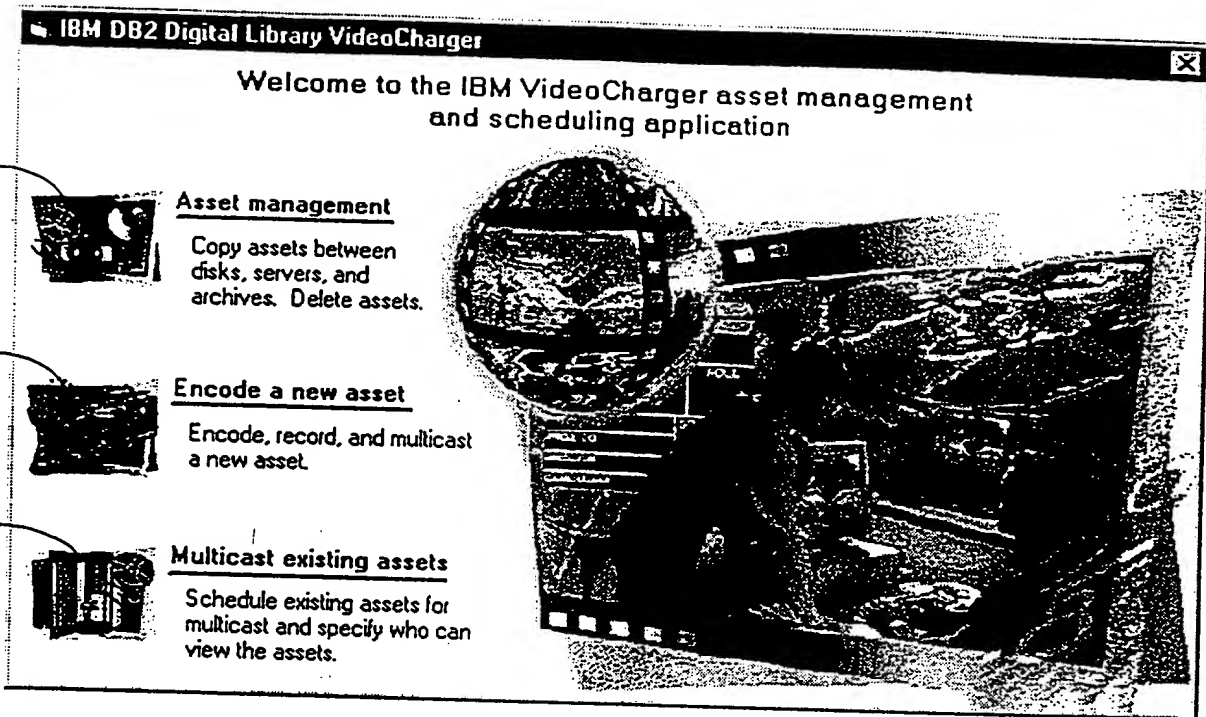 IBM DB2 Digital Library VideoCharger
Welcome to the IBM VideoCharger asset management
and scheduling application
Asset management
Copy assets between
disks, servers, and
archives. Delete assets.
Encode a new asset
Encode, record, and multicast
a new asset.
Multicast existing assets
Schedule existing assets for
multicast and specify who can
view the assets.